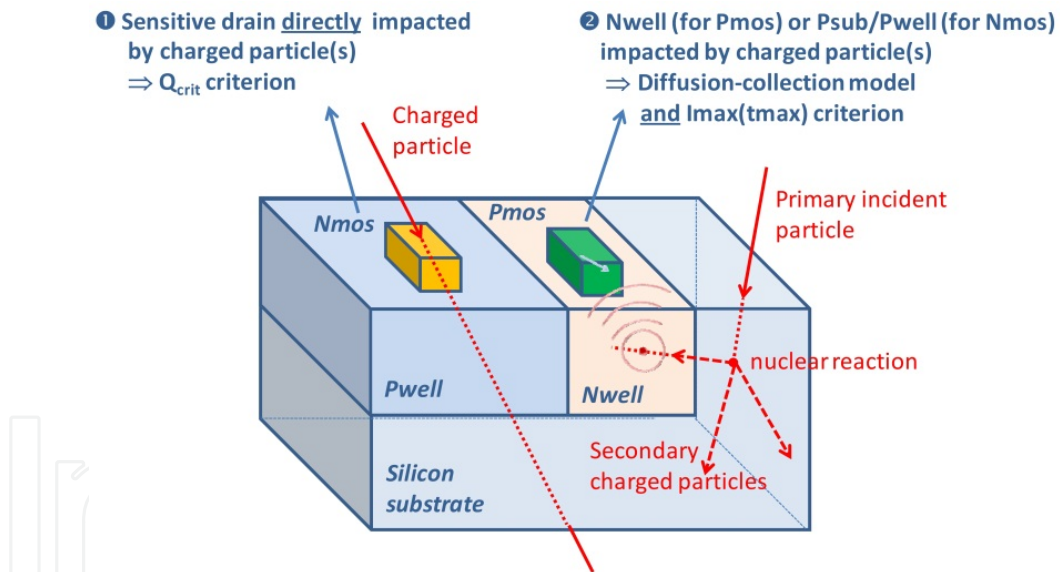 ❶ Sensitive drain directly impacted
by charged particle(s)
⇒ Qcrit criterion
❷ Nwell (for Pmos) or Psub/Pwell (for Nmos)
impacted by charged particle(s)
⇒ Diffusion-collection model
and Imax(tmax) criterion
Charged
particle
Primary incident
particle
Nmos
Pmos
nuclear reaction
Pwell
Nwell
Secondary
charged particles
Silicon
substrate